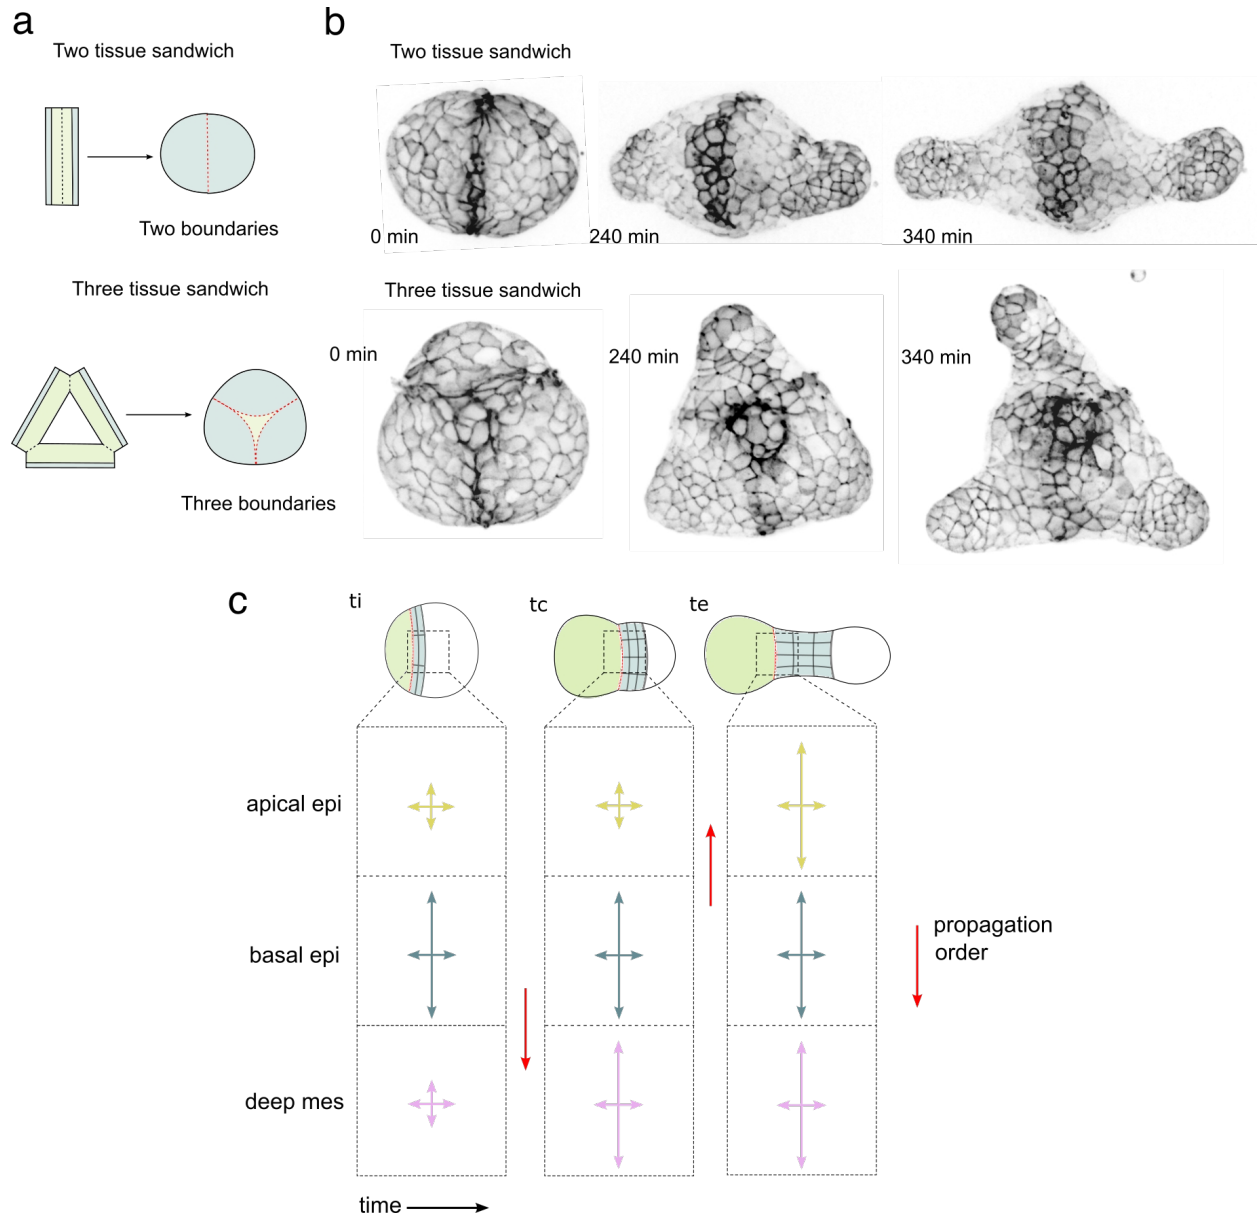 a
Two tissue sandwich
Two boundaries
Three tissue sandwich
Three boundaries
b
Two tissue sandwich
0 min
240 min
340 min
Three tissue sandwich
0 min
240 min
340 min
c
ti
tc
te
apical epi
basal epi
deep mes
propagation
order
time